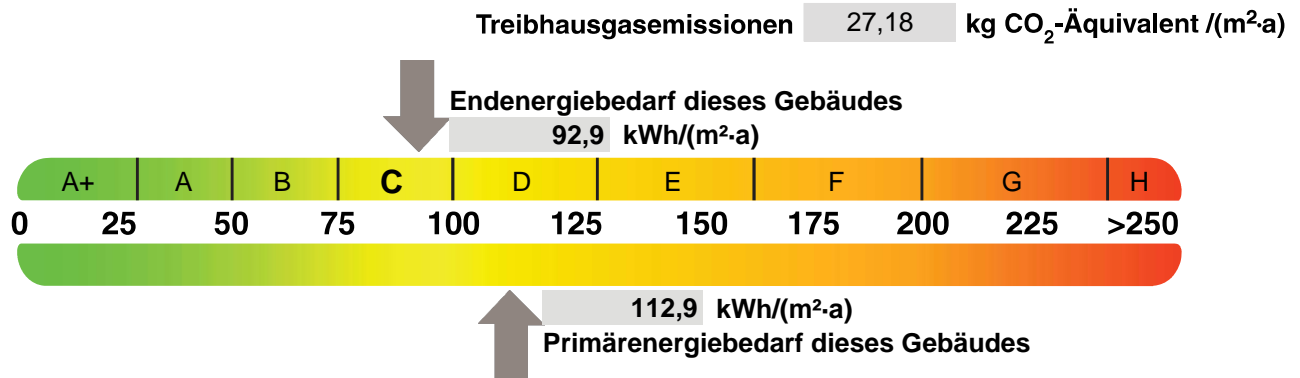 Treibhausgasemissionen 27,18 kg CO₂-Äquivalent /(m²·a)
Endenergiebedarf dieses Gebäudes
92,9 kWh/(m²·a)
A+ A B C D E F G H
0 25 50 75 100 125 150 175 200 225 >250
112,9 kWh/(m²·a)
Primärenergiebedarf dieses Gebäudes